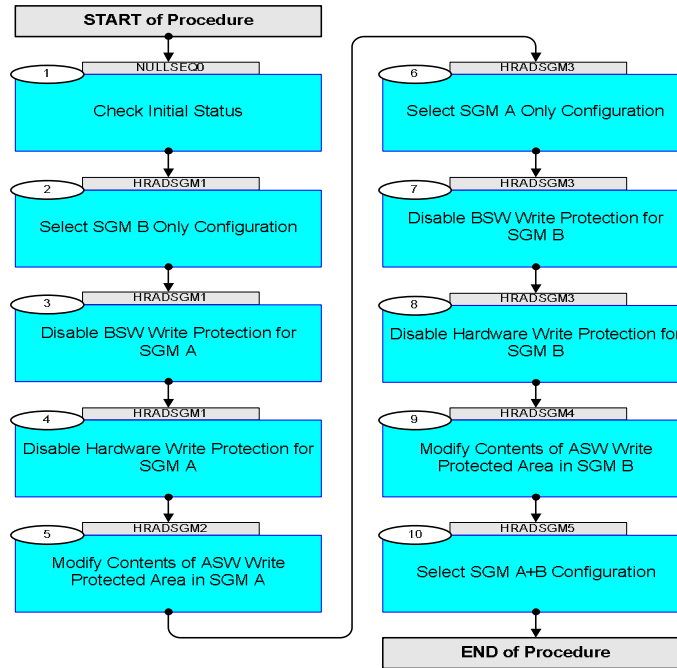 START of Procedure
NULLSEQ0
1
Check Initial Status
HRADSGM1
2
Select SGM B Only Configuration
HRADSGM1
3
Disable BSW Write Protection for
SGM A
HRADSGM1
4
Disable Hardware Write Protection for
SGM A
HRADSGM2
5
Modify Contents of ASW Write
Protected Area in SGM A
HRADSGM3
6
Select SGM A Only Configuration
HRADSGM3
7
Disable BSW Write Protection for
SGM B
HRADSGM3
8
Disable Hardware Write Protection for
SGM B
HRADSGM4
9
Modify Contents of ASW Write
Protected Area in SGM B
HRADSGM5
10
Select SGM A+B Configuration
END of Procedure